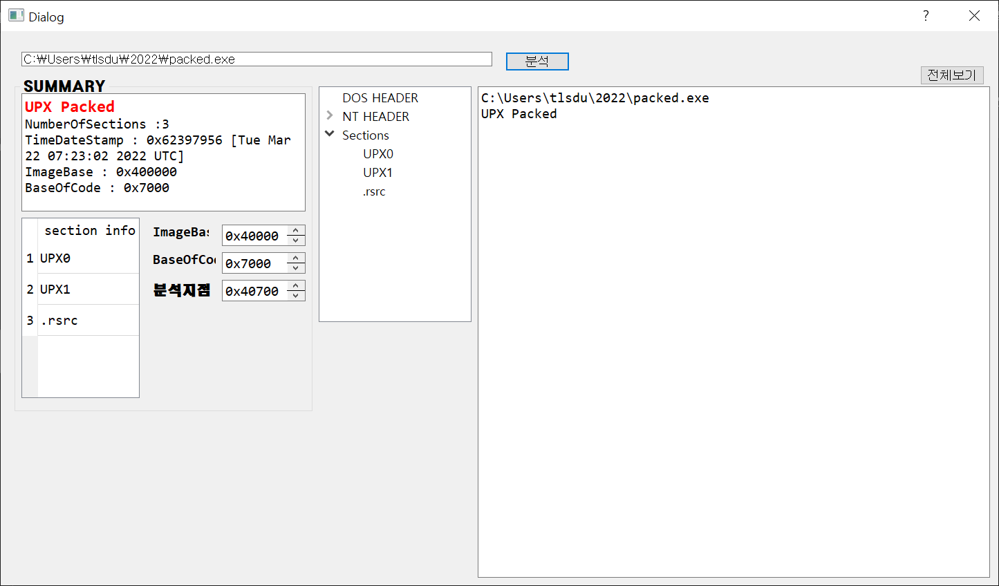 Dialog
?
C:₩Users₩tlsdu₩2022₩packed.exe
분석
전체보기
SUMMARY
UPX Packed
NumberOfSections :3
TimeDateStamp : 0x62397956 [Tue Mar
22 07:23:02 2022 UTC]
ImageBase : 0x400000
BaseOfCode : 0x7000
section info
1 UPX0
2 UPX1
3 .rsrc
ImageBas 0x40000
BaseOfCo 0x7000
분석지점 0x40700
DOS HEADER
NT HEADER
Sections
UPX0
UPX1
.rsrc
C:\Users\tlsdu\2022\packed.exe
UPX Packed